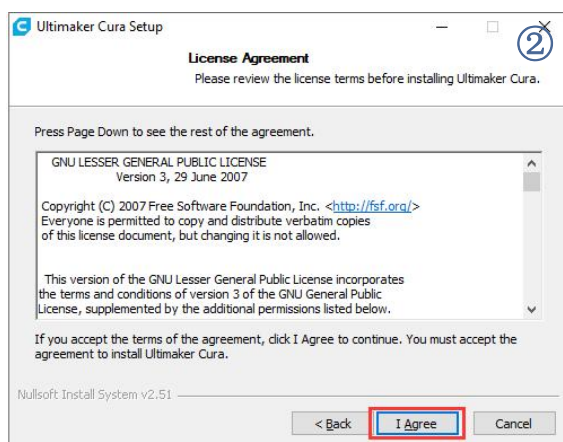 Ultimaker Cura Setup
②
License Agreement
Please review the license terms before installing Ultimaker Cura.
Press Page Down to see the rest of the agreement.
GNU LESSER GENERAL PUBLIC LICENSE
Version 3, 29 June 2007
Copyright (C) 2007 Free Software Foundation, Inc. <http://fsf.org/>
Everyone is permitted to copy and distribute verbatim copies
of this license document, but changing it is not allowed.
This version of the GNU Lesser General Public License incorporates
the terms and conditions of version 3 of the GNU General Public
License, supplemented by the additional permissions listed below.
If you accept the terms of the agreement, click I Agree to continue. You must accept the
agreement to install Ultimaker Cura.
Nullsoft Install System v2.51
< Back I Agree Cancel